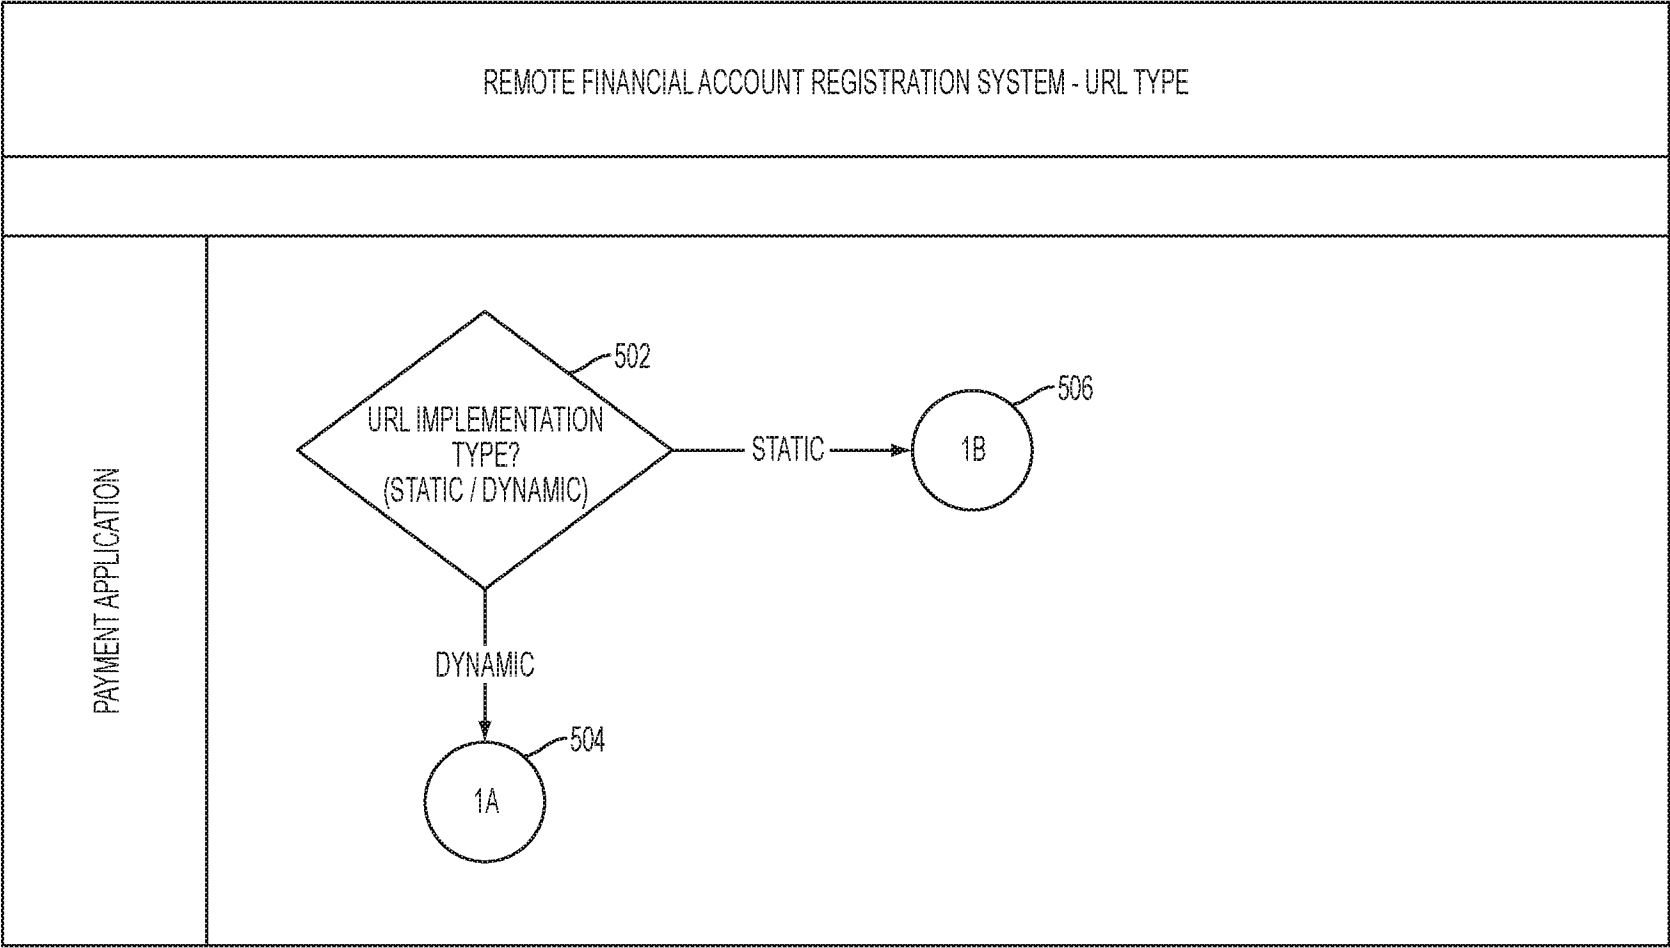 REMOTE FINANCIAL ACCOUNT REGISTRATION SYSTEM - URL TYPE
PAYMENT APPLICATION
502
URL IMPLEMENTATION
TYPE?
(STATIC / DYNAMIC)
STATIC
506
1B
DYNAMIC
504
1A